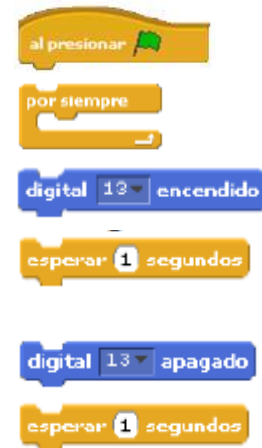 al presionar
por siempre
digital 13 encendido
esperar 1 segundos
digital 13 apagado
esperar 1 segundos